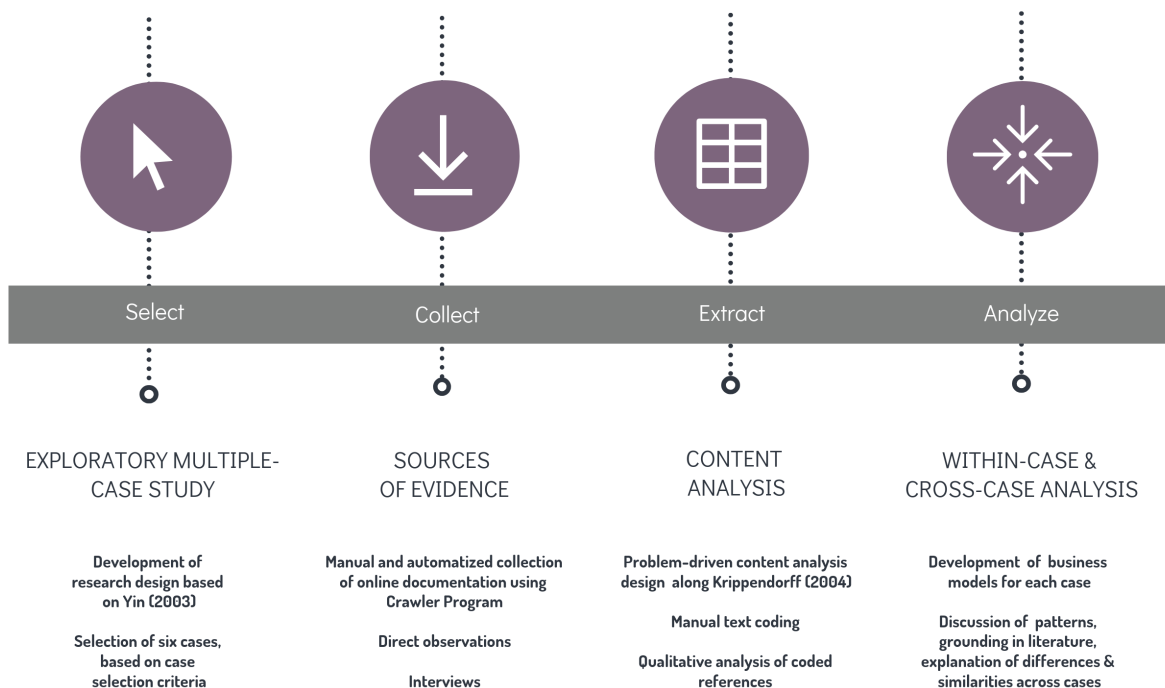 Select
Collect
Extract
Analyze
EXPLORATORY MULTIPLE-
CASE STUDY
SOURCES
OF EVIDENCE
CONTENT
ANALYSIS
WITHIN-CASE &
CROSS-CASE ANALYSIS
Development of
research design based
on Yin (2003)
Selection of six cases,
based on case
selection criteria
Manual and automatized collection
of online documentation using
Crawler Program
Direct observations
Interviews
Problem-driven content analysis
design along Krippendorff (2004)
Manual text coding
Qualitative analysis of coded
references
Development of business
models for each case
Discussion of patterns,
grounding in literature,
explanation of differences &
similarities across cases